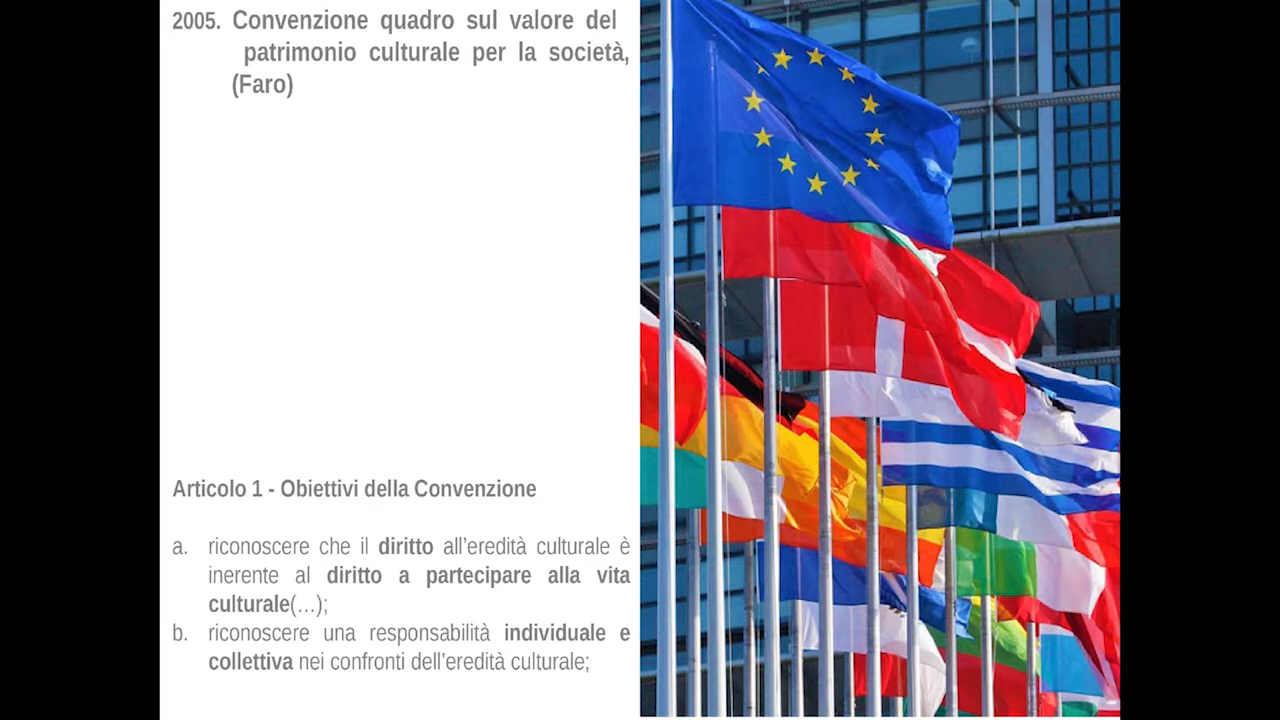 2005. Convenzione quadro sul valore del
patrimonio culturale per la società,
(Faro)
Articolo 1 - Obiettivi della Convenzione
a. riconoscere che il diritto all’eredità culturale è
inerente al diritto a partecipare alla vita
culturale(…);
b. riconoscere una responsabilità individuale e
collettiva nei confronti dell’eredità culturale;